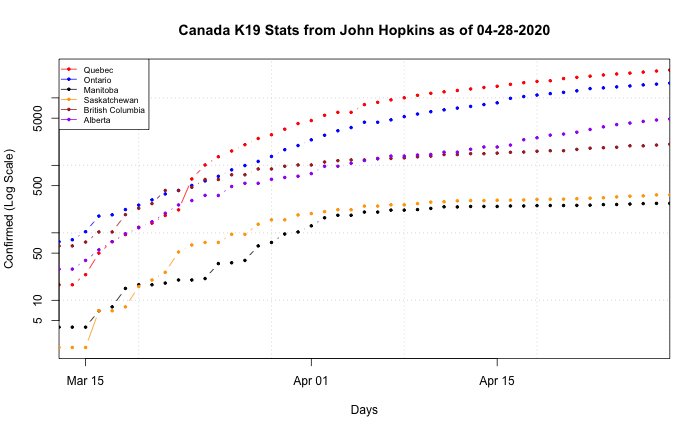 Canada K19 Stats from John Hopkins as of 04-28-2020
Quebec
Ontario
Manitoba
Saskatchewan
British Columbia
Alberta
Confirmed (Log Scale)
5000
500
50
10
5
Mar 15
Apr 01
Apr 15
Days